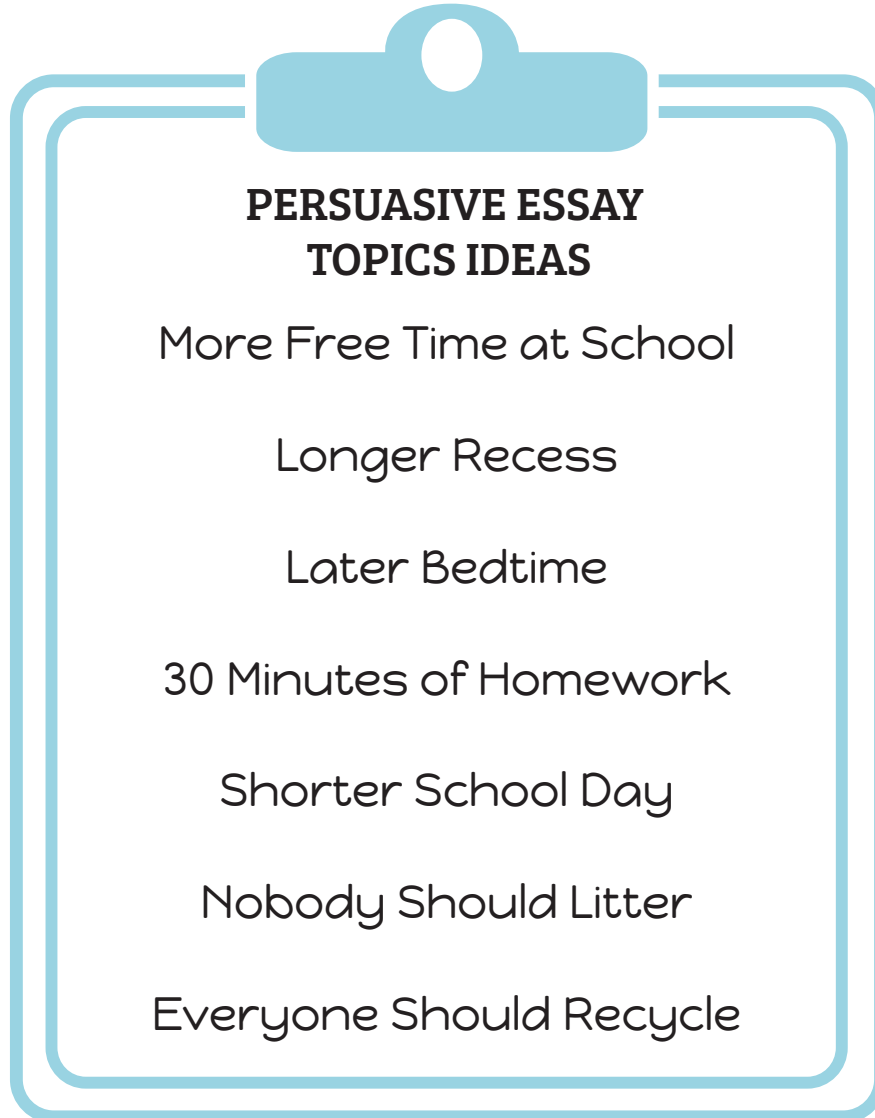 PERSUASIVE ESSAY
TOPICS IDEAS
More Free Time at School
Longer Recess
Later Bedtime
30 Minutes of Homework
Shorter School Day
Nobody Should Litter
Everyone Should Recycle